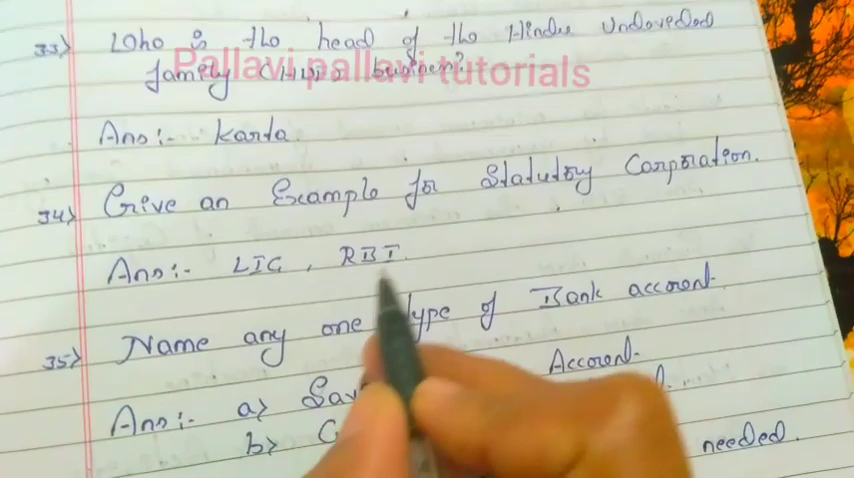 33) Who is the head of the Hindu Undoveded
Pallavi pallavi tutorials
family (HUF) business?
Ans:- Karta
34) Give an Example for Statutory Corporation.
Ans:- LIC, RBI.
35) Name any one type of Bank account.
Ans:- a) Sav Account.
b) C
needed.